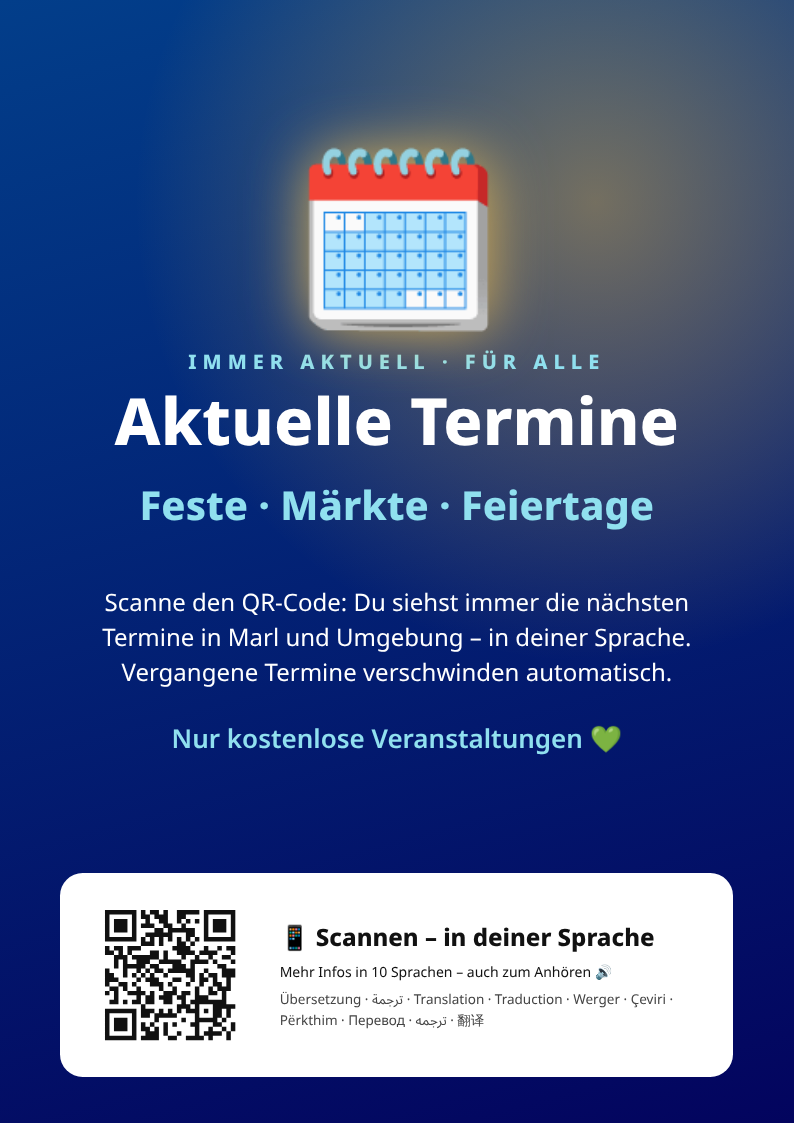 IMMER AKTUELL · FÜR ALLE
Aktuelle Termine
Feste · Märkte · Feiertage
Scanne den QR-Code: Du siehst immer die nächsten
Termine in Marl und Umgebung – in deiner Sprache.
Vergangene Termine verschwinden automatisch.
Nur kostenlose Veranstaltungen 💚
📱 Scannen – in deiner Sprache
Mehr Infos in 10 Sprachen – auch zum Anhören 🔊
Übersetzung · ترجمة · Translation · Traduction · Werger · Çeviri ·
Përkthim · Перевод · ترجمه · 翻译